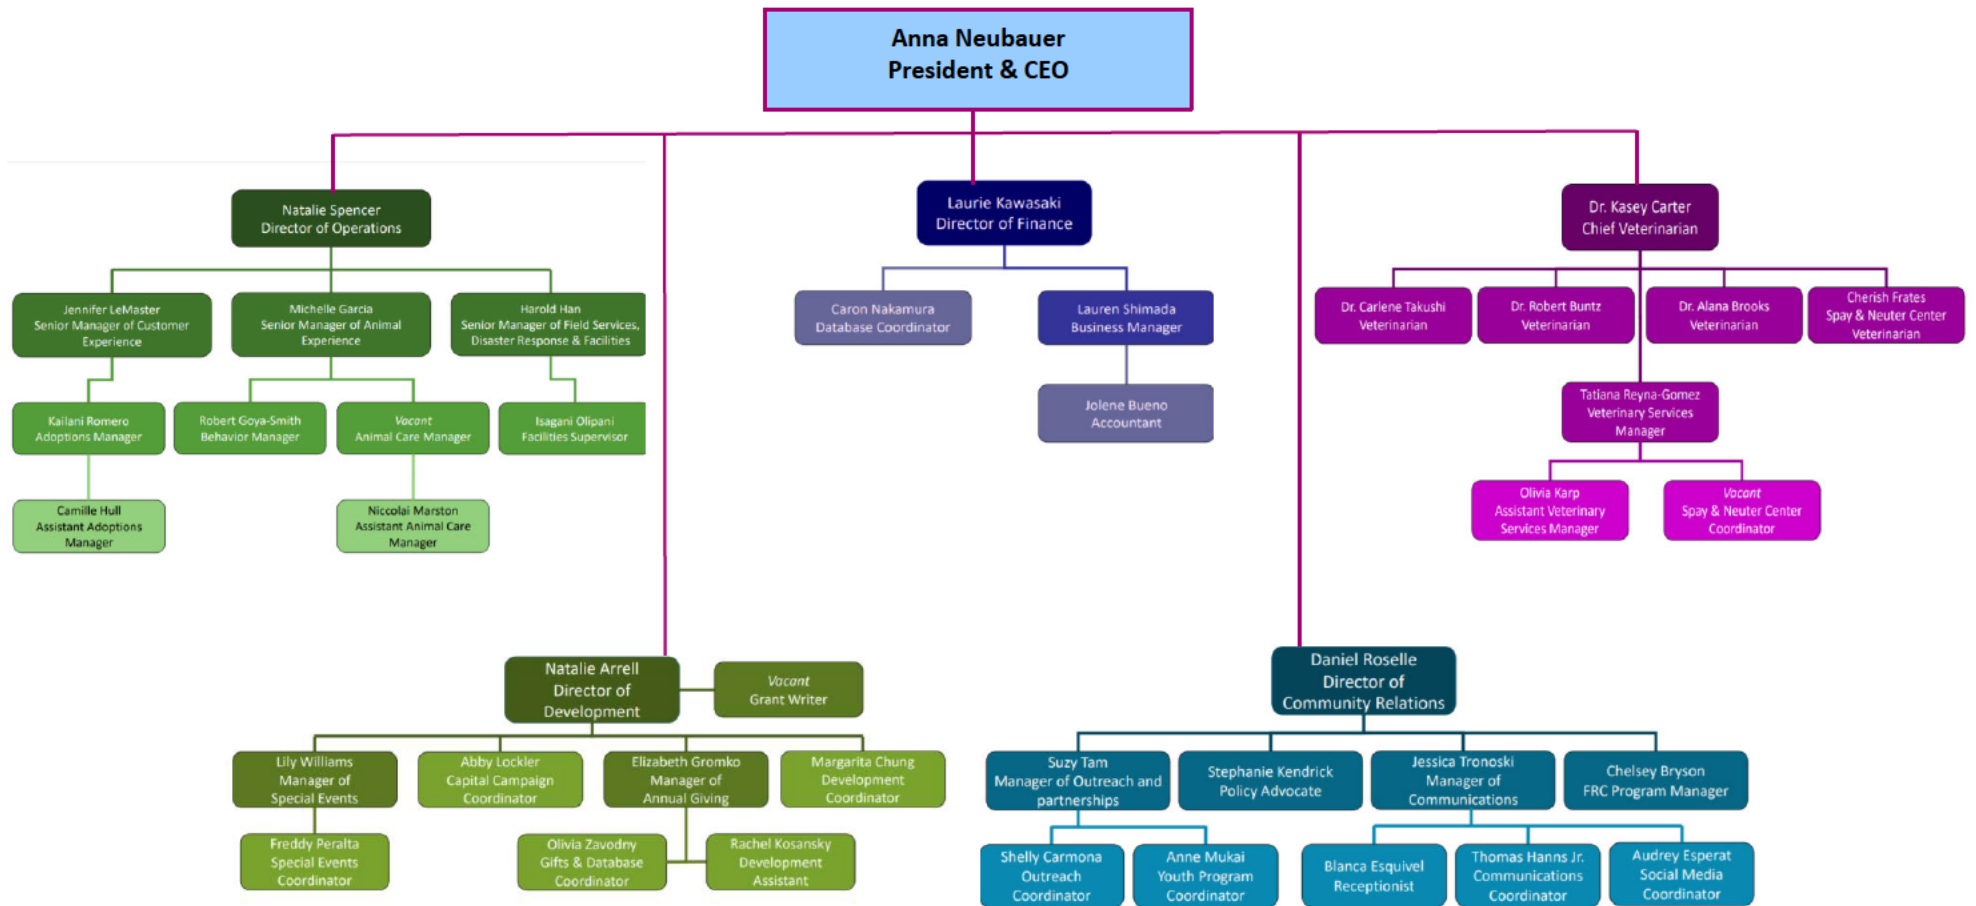 Anna Neubauer
President & CEO
Natalie Spencer
Director of Operations
Laurie Kawasaki
Director of Finance
Dr. Kasey Carter
Chief Veterinarian
Jennifer LeMaster
Senior Manager of Customer
Experience
Michelle Garcia
Senior Manager of Animal
Experience
Harold Han
Senior Manager of Field Services,
Disaster Response & Facilities
Caron Nakamura
Database Coordinator
Lauren Shimada
Business Manager
Dr. Carlene Takushi
Veterinarian
Dr. Robert Buntz
Veterinarian
Dr. Alana Brooks
Veterinarian
Cherish Frates
Spay & Neuter Center
Veterinarian
Kailani Romero
Adoptions Manager
Robert Goya-Smith
Behavior Manager
Vacant
Animal Care Manager
Isagani Olipani
Facilities Supervisor
Jolene Bueno
Accountant
Tatiana Reyna-Gomez
Veterinary Services
Manager
Camille Hull
Assistant Adoptions
Manager
Niccolai Marston
Assistant Animal Care
Manager
Olivia Karp
Assistant Veterinary
Services Manager
Vacant
Spay & Neuter Center
Coordinator
Natalie Arrell
Director of
Development
Vacant
Grant Writer
Daniel Roselle
Director of
Community Relations
Lily Williams
Manager of
Special Events
Abby Lockler
Capital Campaign
Coordinator
Elizabeth Gromko
Manager of
Annual Giving
Margarita Chung
Development
Coordinator
Suzy Tam
Manager of Outreach and
partnerships
Stephanie Kendrick
Policy Advocate
Jessica Tronoski
Manager of
Communications
Chelsey Bryson
FRC Program Manager
Freddy Peralta
Special Events
Coordinator
Olivia Zavodny
Gifts & Database
Coordinator
Rachel Kosansky
Development
Assistant
Shelly Carmona
Outreach
Coordinator
Anne Mukai
Youth Program
Coordinator
Blanca Esquivel
Receptionist
Thomas Hanns Jr.
Communications
Coordinator
Audrey Esperat
Social Media
Coordinator